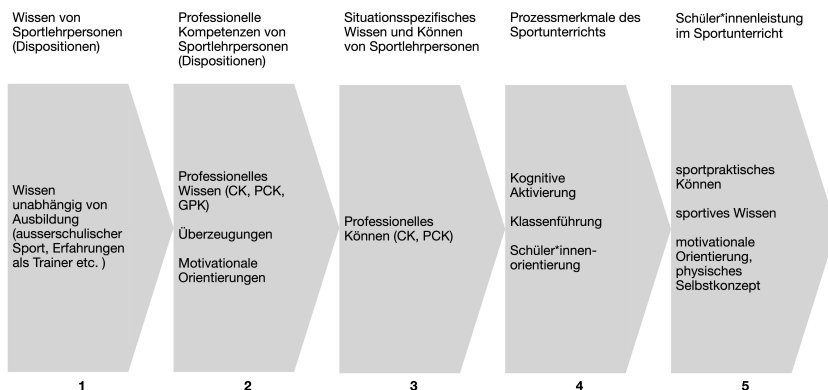 Wissen von
Sportlehrpersonen
(Dispositionen)
Professionelle
Kompetenzen von
Sportlehrpersonen
(Dispositionen)
Situationsspezifisches
Wissen und Können
von Sportlehrpersonen
Prozessmerkmale des
Sportunterrichts
Schüler*innenleistung
im Sportunterricht
Wissen
unabhängig von
Ausbildung
(ausserschulischer
Sport, Erfahrungen
als Trainer etc. )
Professionelles
Wissen (CK, PCK,
GPK)
Überzeugungen
Motivationale
Orientierungen
Professionelles
Können (CK, PCK)
Kognitive
Aktivierung
Klassenführung
Schüler*innen-
orientierung
sportpraktisches
Können
sportives Wissen
motivationale
Orientierung,
physisches
Selbstkonzept
1
2
3
4
5